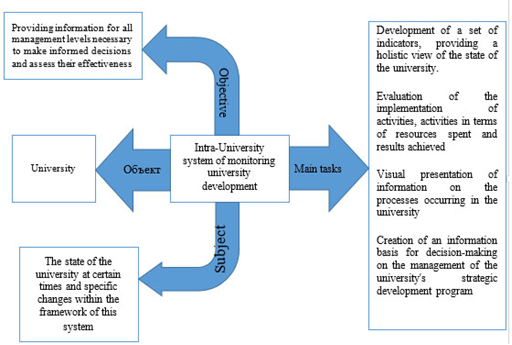 Providing information for all
management levels necessary
to make informed decisions
and assess their effectiveness
Objective
University
Объект
Intra-University
system of monitoring
university
development
Main tasks
Subject
The state of the
university at certain
times and specific
changes within the
framework of this
system
Development of a set of
indicators, providing a
holistic view of the state of
the university.
Evaluation of the
implementation of
activities, activities in terms
of resources spent and
results achieved
Visual presentation of
information on the
processes occurring in the
university
Creation of an information
basis for decision-making
on the management of the
university's strategic
development program